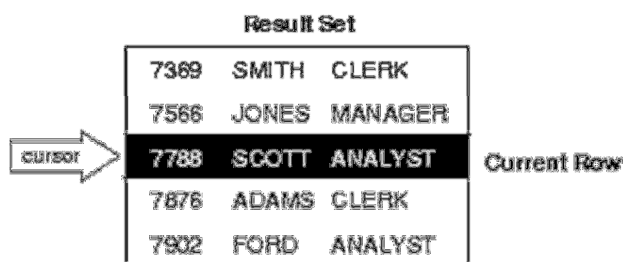 Result Set
7369 SMITH CLERK
7566 JONES MANAGER
cursor 7788 SCOTT ANALYST Current Row
7876 ADAMS CLERK
7902 FORD ANALYST